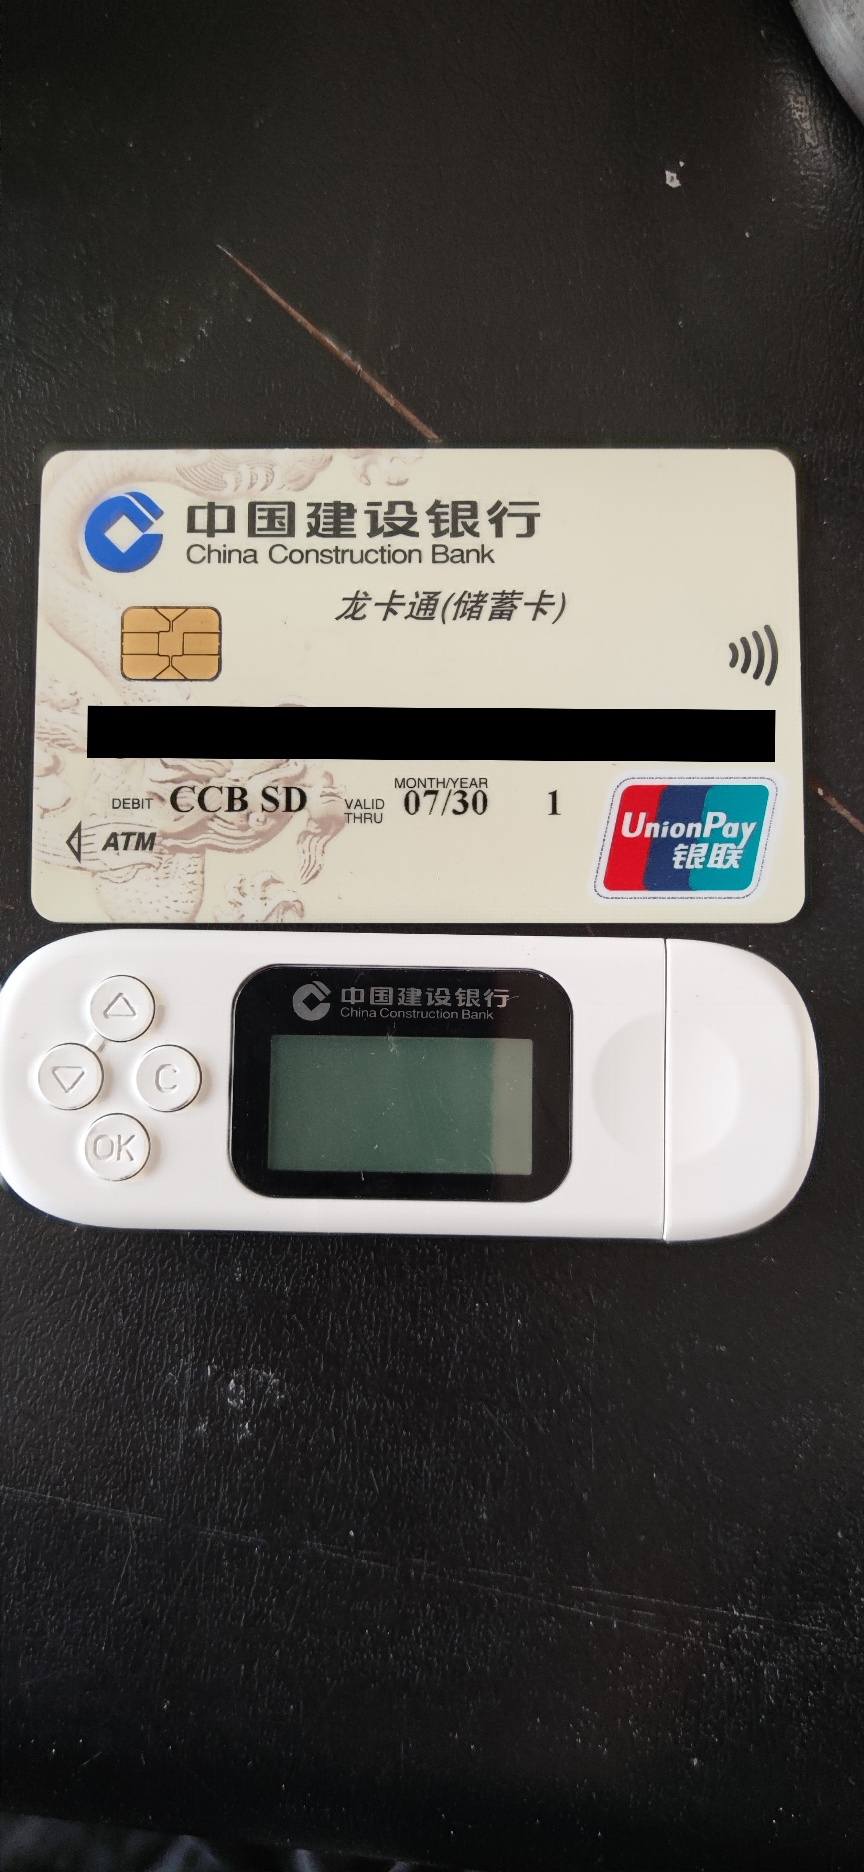 中国建设银行
China Construction Bank
龙卡通(储蓄卡)
MONTH/YEAR
DEBIT CCB SD VALID THRU 07/30 1
ATM
UnionPay
银联
中国建设银行
China Construction Bank
C
OK